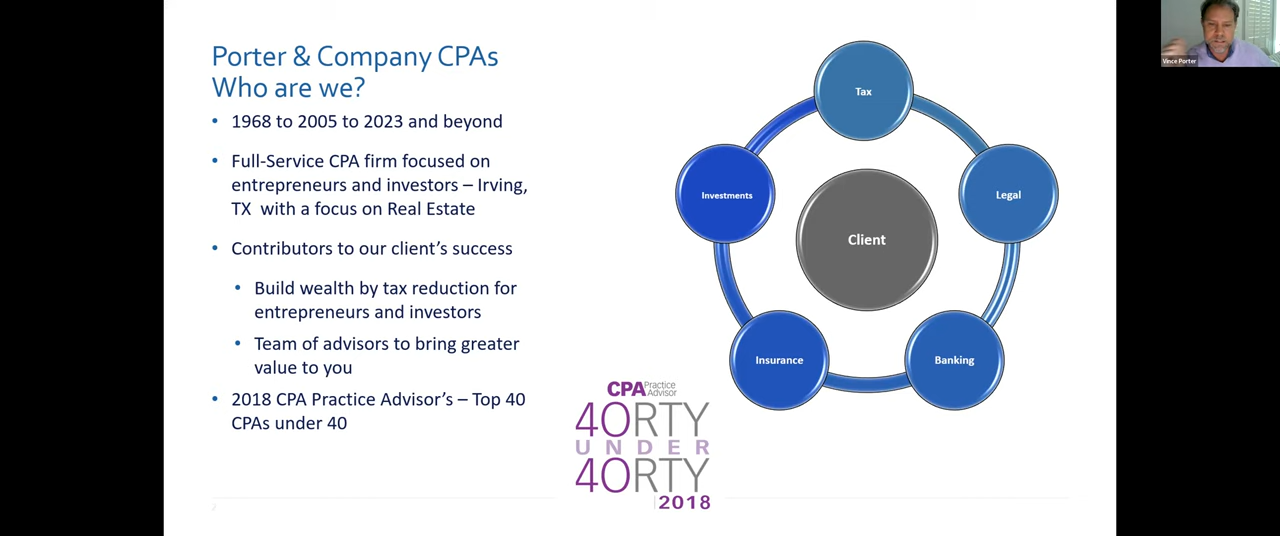 Porter & Company CPAs
Who are we?
• 1968 to 2005 to 2023 and beyond
• Full-Service CPA firm focused on
entrepreneurs and investors – Irving,
TX with a focus on Real Estate
• Contributors to our client's success
• Build wealth by tax reduction for
entrepreneurs and investors
• Team of advisors to bring greater
value to you
• 2018 CPA Practice Advisor's – Top 40
CPAs under 40
CPA Practice
Advisor
4ORTY
UNDER
4ORTY
2018
Tax
Legal
Banking
Insurance
Investments
Client
Vince Porter